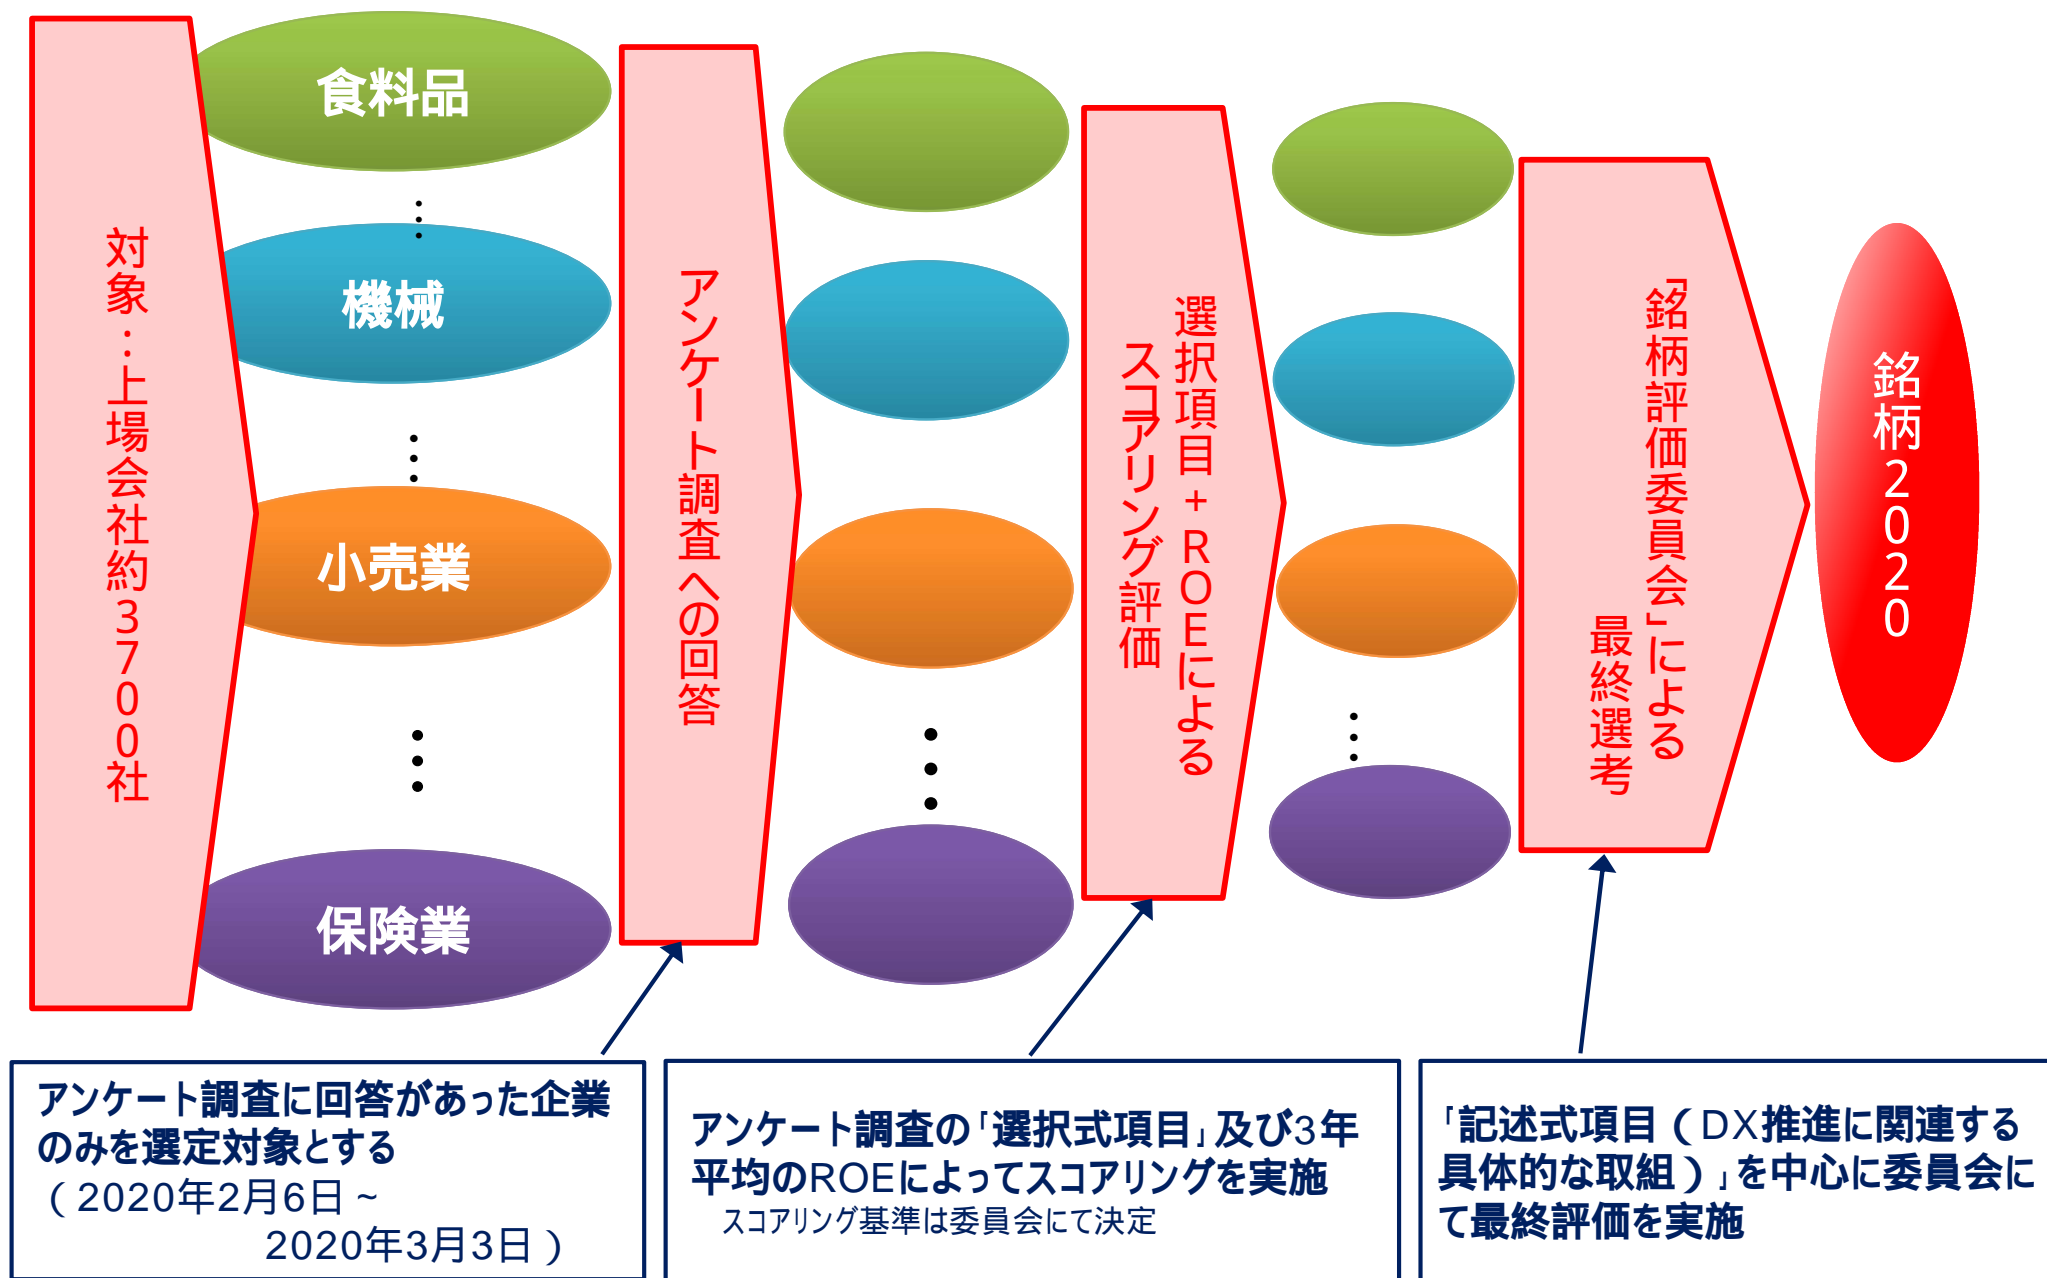 対象：上場会社約3700社
食料品
機械
小売業
保険業
アンケート調査への回答
選択項目+ROEによる
スコアリング評価
「銘柄評価委員会」による
最終選考
銘柄2020
アンケート調査に回答があった企業
のみを選定対象とする
（2020年2月6日~
2020年3月3日）
アンケート調査の「選択式項目」及び3年
平均のROEによってスコアリングを実施
スコアリング基準は委員会にて決定
「記述式項目（DX推進に関連する
具体的な取組）」を中心に委員会に
て最終評価を実施